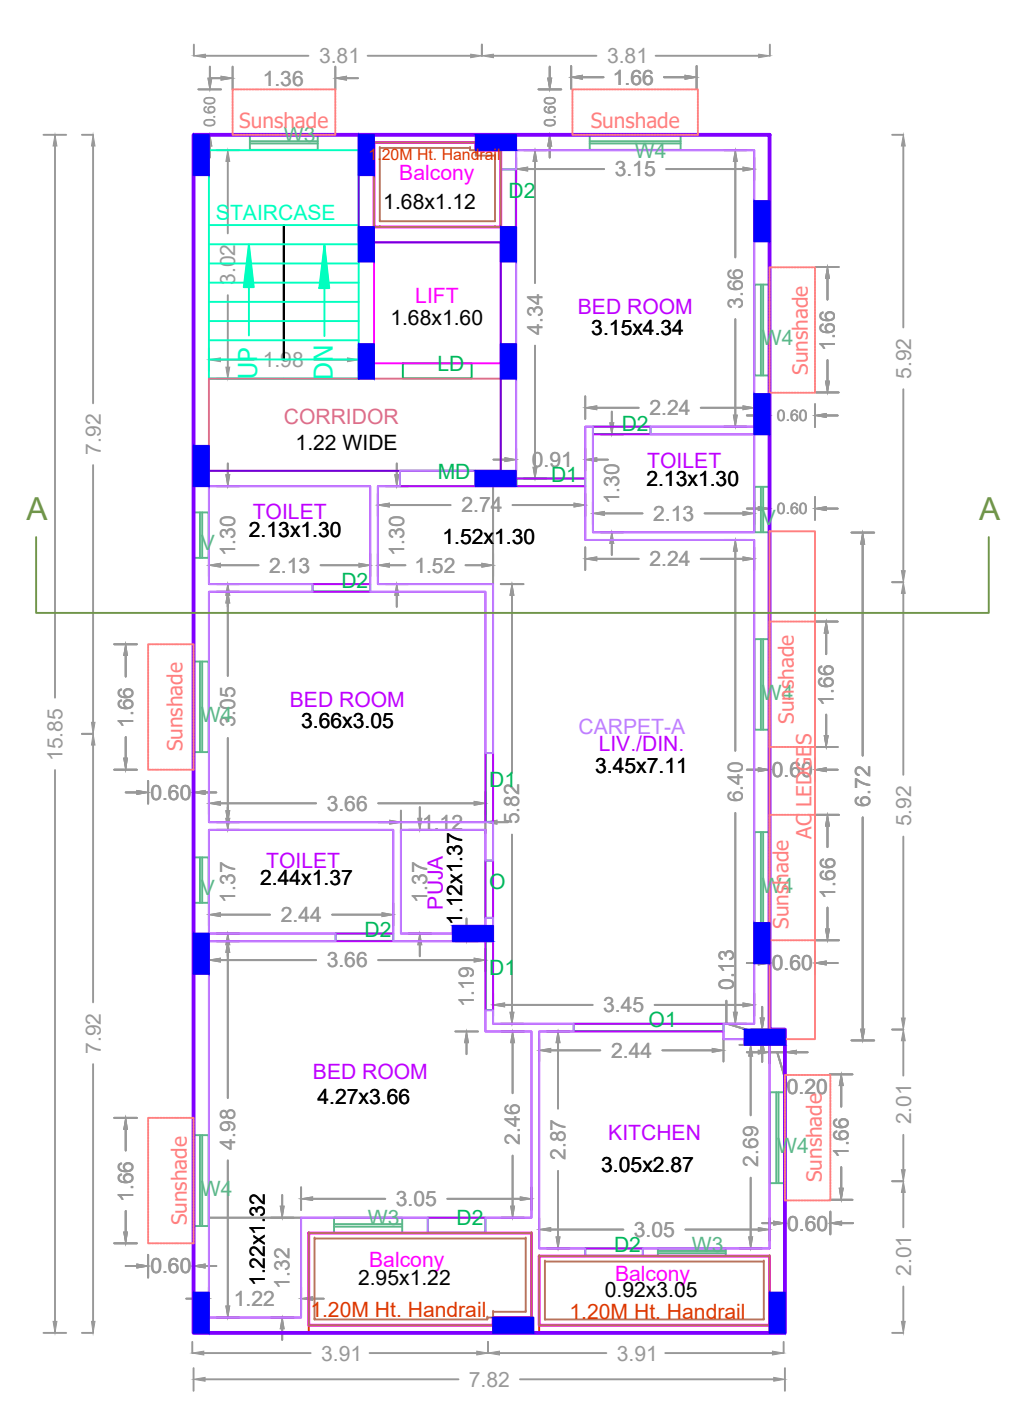 3.81
3.81
1.36
1.66
0.60
0.60
Sunshade
Sunshade
W3
W4
1.20M Ht. Handrail
Balcony
1.68x1.12
D2
3.15
STAIRCASE
3.02
UP
DN
1.98
LIFT
1.68x1.60
LD
4.34
3.66
BED ROOM
3.15x4.34
W4
Sunshade
1.66
5.92
0.60
2.24
D2
CORRIDOR
1.22 WIDE
7.92
MD
0.91
D1
TOILET
2.13x1.30
1.30
2.13
V
0.60
A
A
TOILET
2.13x1.30
1.30
2.13
V
2.74
1.30
1.52x1.30
1.52
2.24
D2
15.85
1.66
Sunshade
W4
0.60
3.05
BED ROOM
3.66x3.05
3.66
D1
5.82
CARPET-A
LIV./DIN.
3.45x7.11
6.40
W4
Sunshade
1.66
0.60
AC LEDGES
6.72
5.92
W4
Sunshade
1.66
0.60
1.12
1.37
PUJA
1.12x1.37
O
TOILET
2.44x1.37
1.37
V
2.44
D2
3.66
1.19
D1
0.13
3.45
O1
2.44
7.92
BED ROOM
4.27x3.66
4.98
2.46
2.87
2.69
KITCHEN
3.05x2.87
3.05
0.20
W4
Sunshade
1.66
0.60
2.01
2.01
1.66
Sunshade
W4
0.60
3.05
W3
D2
1.22x1.32
1.32
1.22
D2
W3
Balcony
2.95x1.22
1.20M Ht. Handrail
Balcony
0.92x3.05
1.20M Ht. Handrail
3.91
3.91
7.82